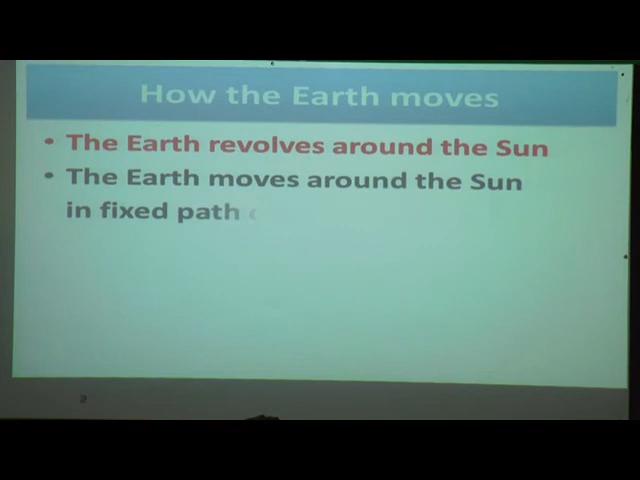 How the Earth moves
• The Earth revolves around the Sun
• The Earth moves around the Sun
in fixed path
2